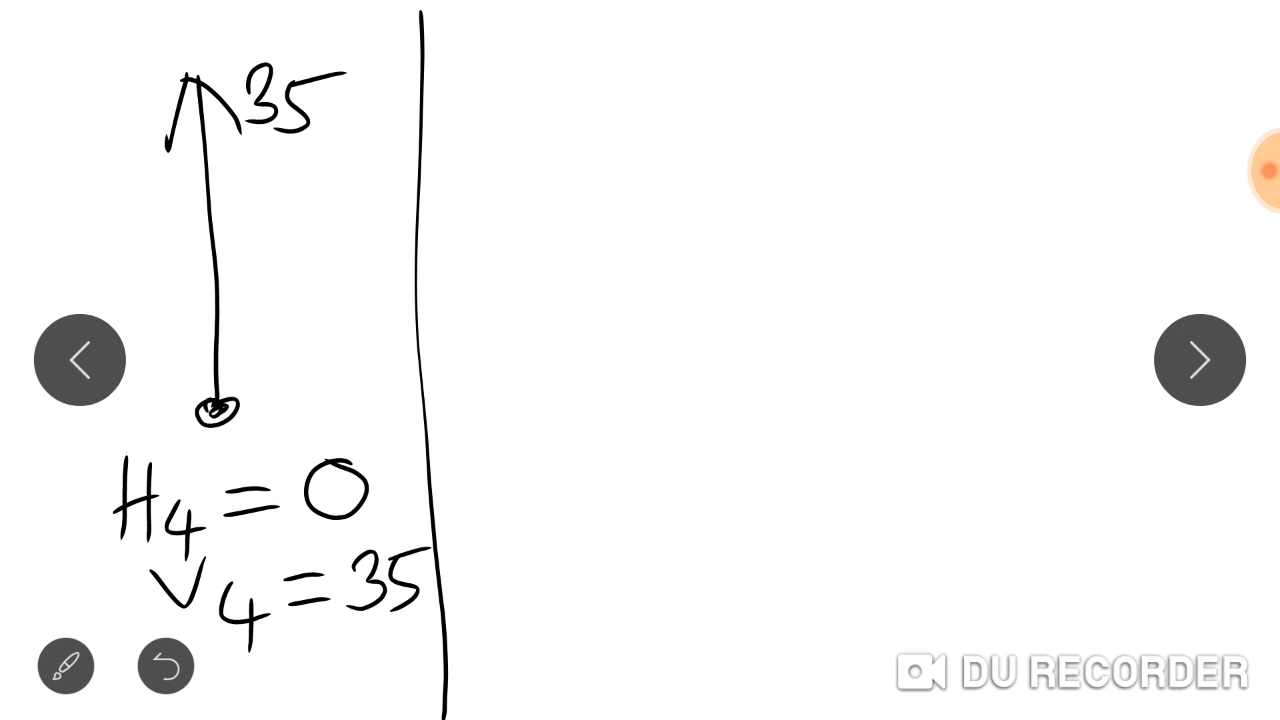 35
H₄ = 0
V₄ = 35
DU RECORDER